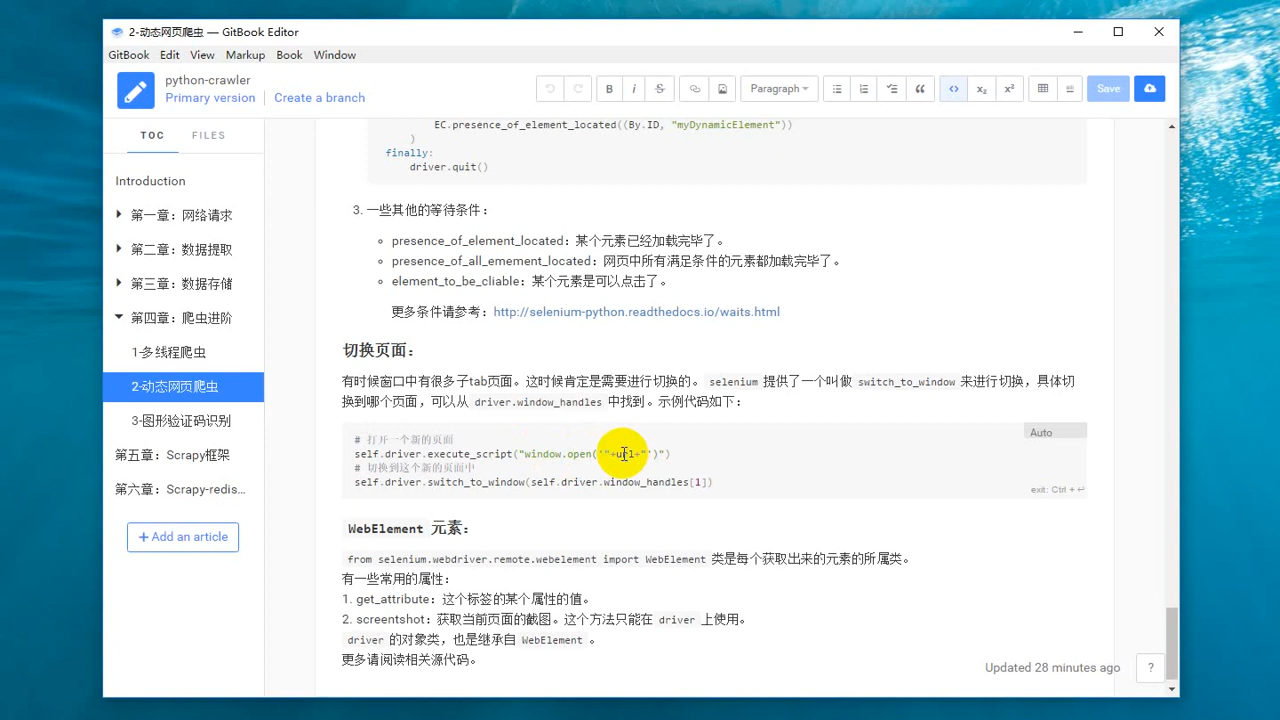 2-动态网页爬虫 — GitBook Editor
GitBook Edit View Markup Book Window
python-crawler
Primary version Create a branch
B i S Paragraph x₂ x² Save
TOC FILES
Introduction
第一章：网络请求
第二章：数据提取
第三章：数据存储
第四章：爬虫进阶
1-多线程爬虫
2-动态网页爬虫
3-图形验证码识别
第五章：Scrapy框架
第六章：Scrapy-redis...
+ Add an article
EC.presence_of_element_located((By.ID, "myDynamicElement"))
)
finally:
driver.quit()
3. 一些其他的等待条件：
presence_of_element_located：某个元素已经加载完毕了。
presence_of_all_emement_located：网页中所有满足条件的元素都加载完毕了。
element_to_be_cliable：某个元素是可以点击了。
更多条件请参考：http://selenium-python.readthedocs.io/waits.html
切换页面：
有时候窗口中有很多子tab页面。这时候肯定是需要进行切换的。 selenium 提供了一个叫做 switch_to_window 来进行切换，具体切
换到哪个页面，可以从 driver.window_handles 中找到。示例代码如下：
Auto
# 打开一个新的页面
self.driver.execute_script("window.open('"+url+"')")
# 切换到这个新的页面中
self.driver.switch_to_window(self.driver.window_handles[1])
exit: Ctrl + ↵
WebElement 元素：
from selenium.webdriver.remote.webelement import WebElement 类是每个获取出来的元素的所属类。
有一些常用的属性：
1. get_attribute：这个标签的某个属性的值。
2. screentshot：获取当前页面的截图。这个方法只能在 driver 上使用。
driver 的对象类，也是继承自 WebElement 。
更多请阅读相关源代码。
Updated 28 minutes ago
?